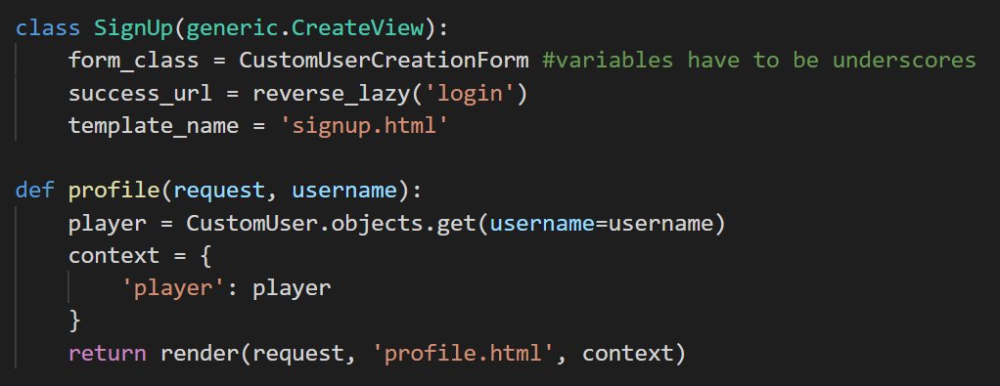 class SignUp(generic.CreateView):
    form_class = CustomUserCreationForm #variables have to be underscores
    success_url = reverse_lazy('login')
    template_name = 'signup.html'

def profile(request, username):
    player = CustomUser.objects.get(username=username)
    context = {
        'player': player
    }
    return render(request, 'profile.html', context)